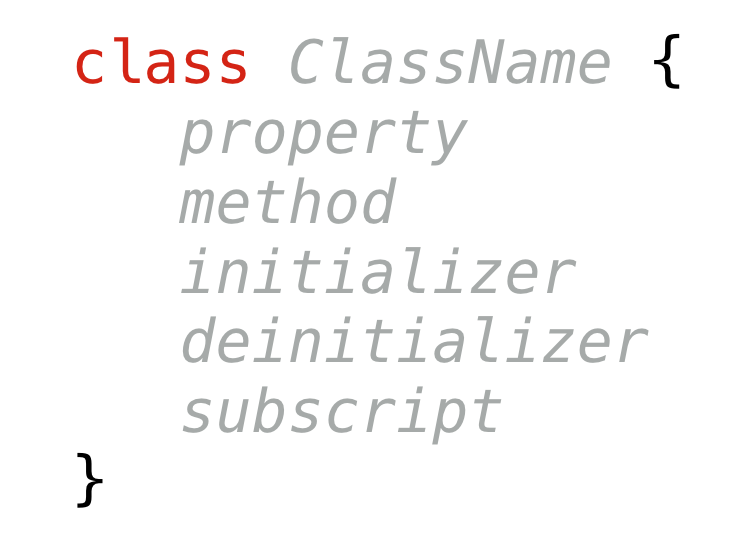 class ClassName {
property
method
initializer
deinitializer
subscript
}